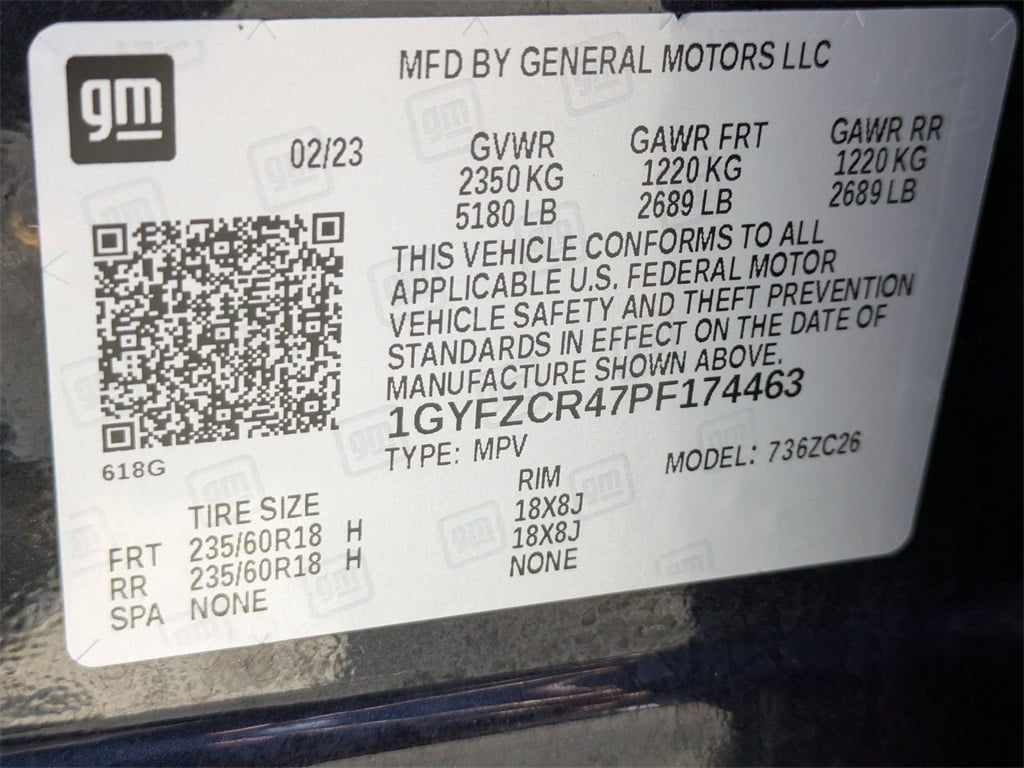 gm
MFD BY GENERAL MOTORS LLC
02/23
GVWR
2350 KG
5180 LB
GAWR FRT
1220 KG
2689 LB
GAWR RR
1220 KG
2689 LB
THIS VEHICLE CONFORMS TO ALL
APPLICABLE U.S. FEDERAL MOTOR
VEHICLE SAFETY AND THEFT PREVENTION
STANDARDS IN EFFECT ON THE DATE OF
MANUFACTURE SHOWN ABOVE.
1GYFZCR47PF174463
TYPE: MPV
MODEL: 736ZC26
618G
TIRE SIZE
RIM
FRT 235/60R18 H 18X8J
RR 235/60R18 H 18X8J
SPA NONE NONE